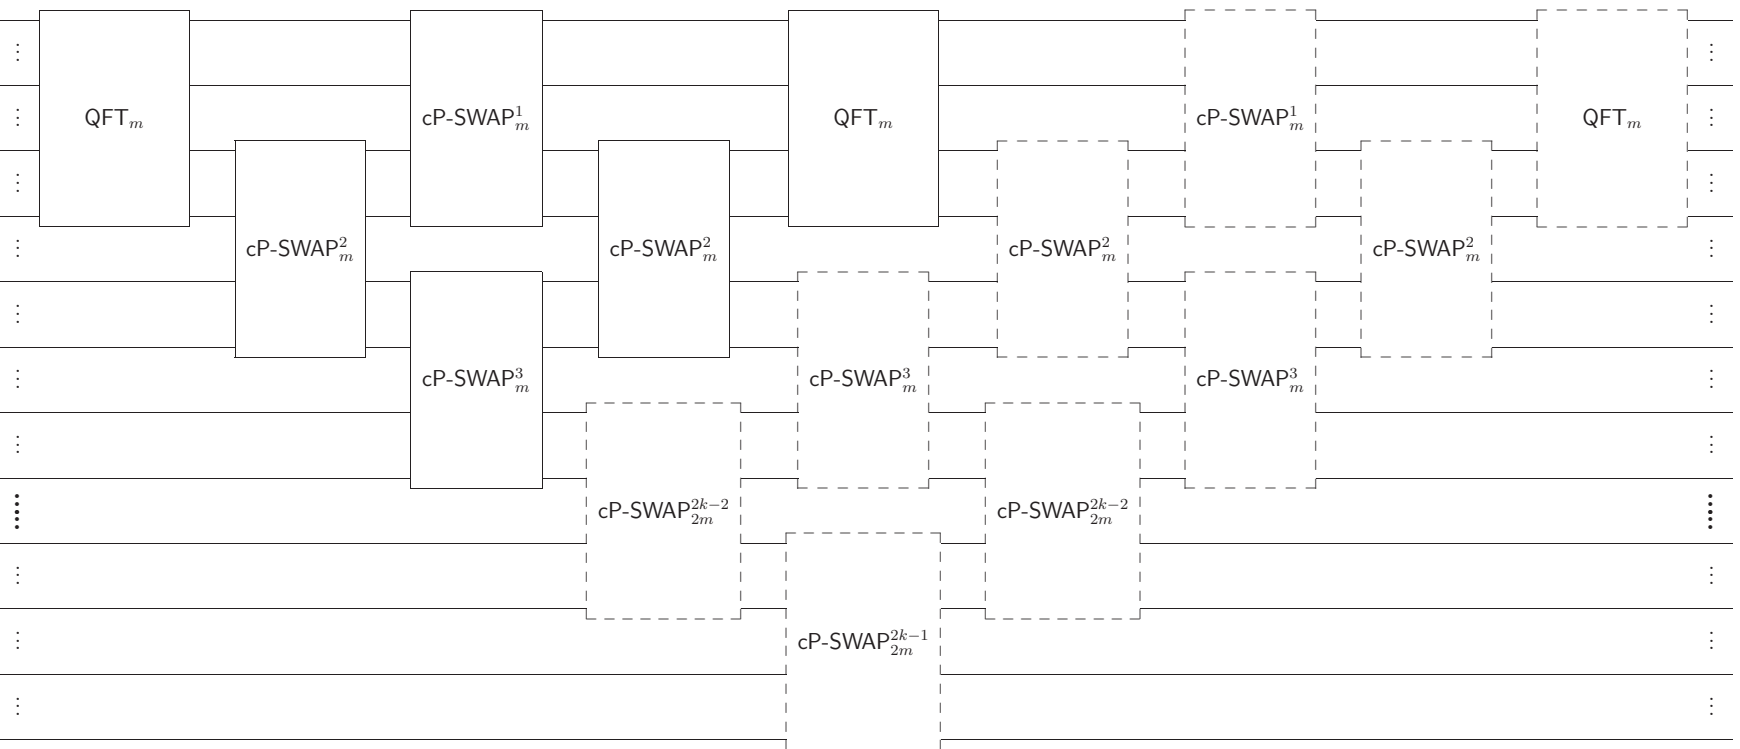 QFT_m cP-SWAP^1_m QFT_m cP-SWAP^1_m QFT_m
cP-SWAP^2_m cP-SWAP^2_m cP-SWAP^2_m cP-SWAP^2_m
cP-SWAP^3_m cP-SWAP^3_m cP-SWAP^3_m
cP-SWAP^{2k-2}_{2m} cP-SWAP^{2k-2}_{2m}
cP-SWAP^{2k-1}_{2m}